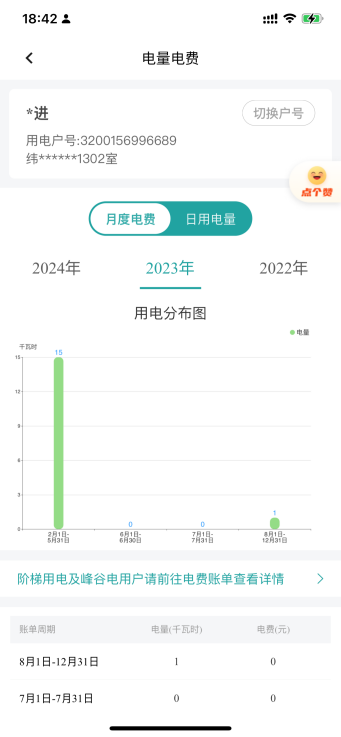 18:42
电量电费
*进
切换户号
用电户号:3200156996689
纬******1302室
点个赞
月度电费 日用电量
2024年 2023年 2022年
用电分布图
电量
千瓦时
15
15
12
9
6
3
1
0 0 0
2月1日-
5月31日
6月1日-
6月30日
7月1日-
7月31日
8月1日-
12月31日
阶梯用电及峰谷电用户请前往电费账单查看详情
账单周期 电量(千瓦时) 电费(元)
8月1日-12月31日 1 0
7月1日-7月31日 0 0